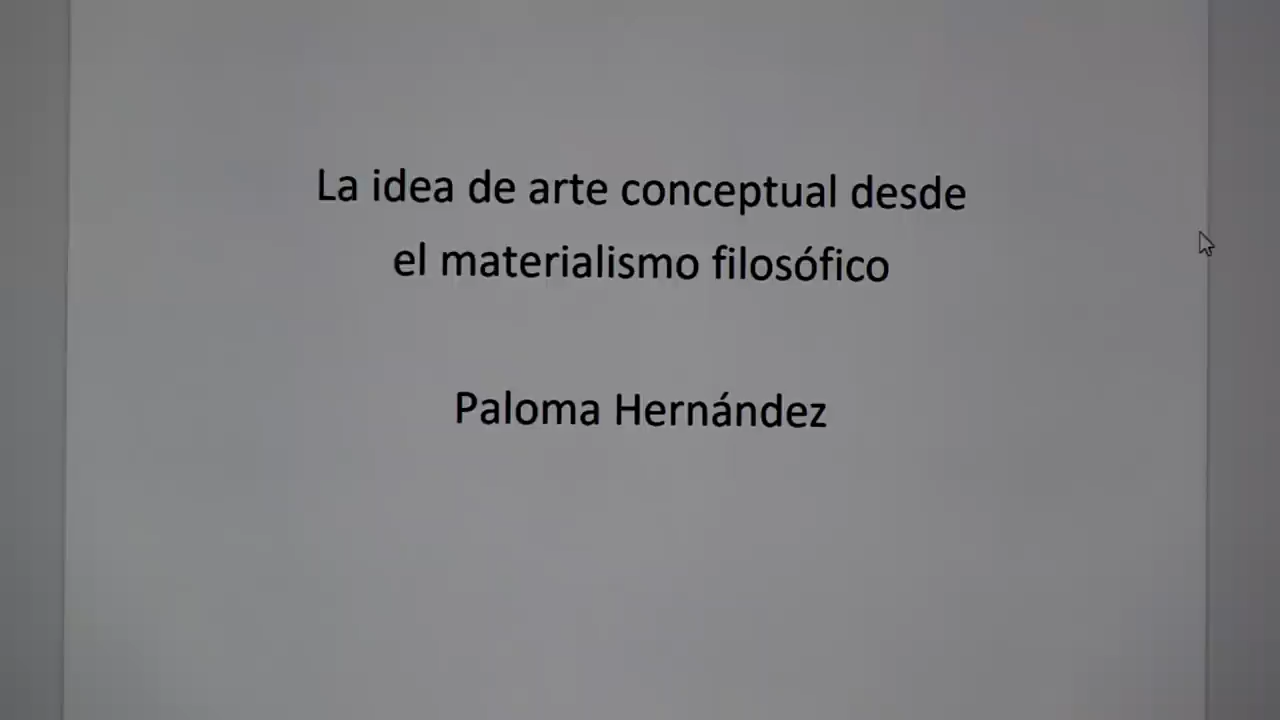 La idea de arte conceptual desde
el materialismo filosófico
Paloma Hernández